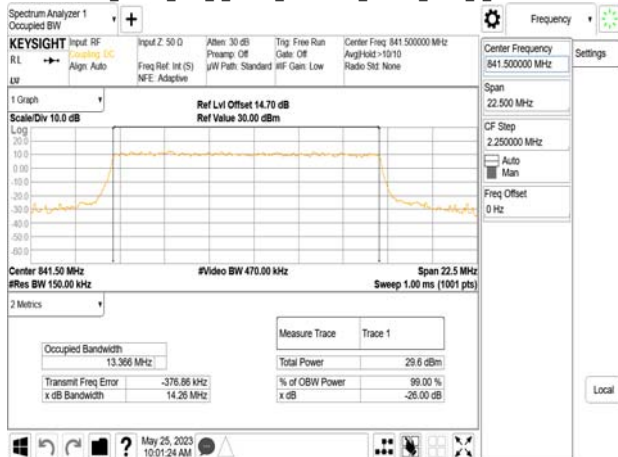 Spectrum Analyzer 1
Occupied BW
Frequency
KEYSIGHT
Input: RF
Coupling: DC
Align: Auto
Input Z: 50 Ω
Freq Ref: Int (S)
NFE: Adaptive
Atten: 30 dB
Preamp: Off
µW Path: Standard
Trig: Free Run
Gate: Off
#IF Gain: Low
Center Freq: 841.500000 MHz
Avg|Hold:>10/10
Radio Std: None
RL
Center Frequency
841.500000 MHz
Settings
Span
22.500 MHz
CF Step
2.250000 MHz
Auto
Man
Freq Offset
0 Hz
1 Graph
Scale/Div 10.0 dB
Ref Lvl Offset 14.70 dB
Ref Value 30.00 dBm
Log
20.0
10.0
0.00
-10.0
-20.0
-30.0
-40.0
-50.0
-60.0
Center 841.50 MHz
#Video BW 470.00 kHz
Span 22.5 MHz
#Res BW 150.00 kHz
Sweep 1.00 ms (1001 pts)
2 Metrics
Measure Trace
Trace 1
Occupied Bandwidth
13.366 MHz
Total Power
29.6 dBm
Transmit Freq Error
-376.86 kHz
% of OBW Power
99.00 %
x dB Bandwidth
14.26 MHz
x dB
-26.00 dB
Local
?
May 25, 2023
10:01:24 AM